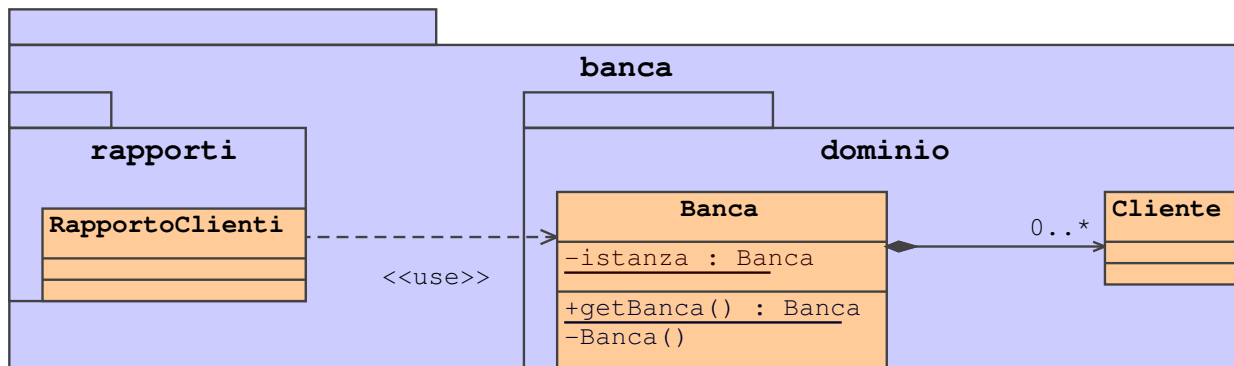 banca
rapporti
dominio
RapportoClienti
<<use>>
Banca
-istanza : Banca
+getBanca() : Banca
-Banca()
0..*
Cliente